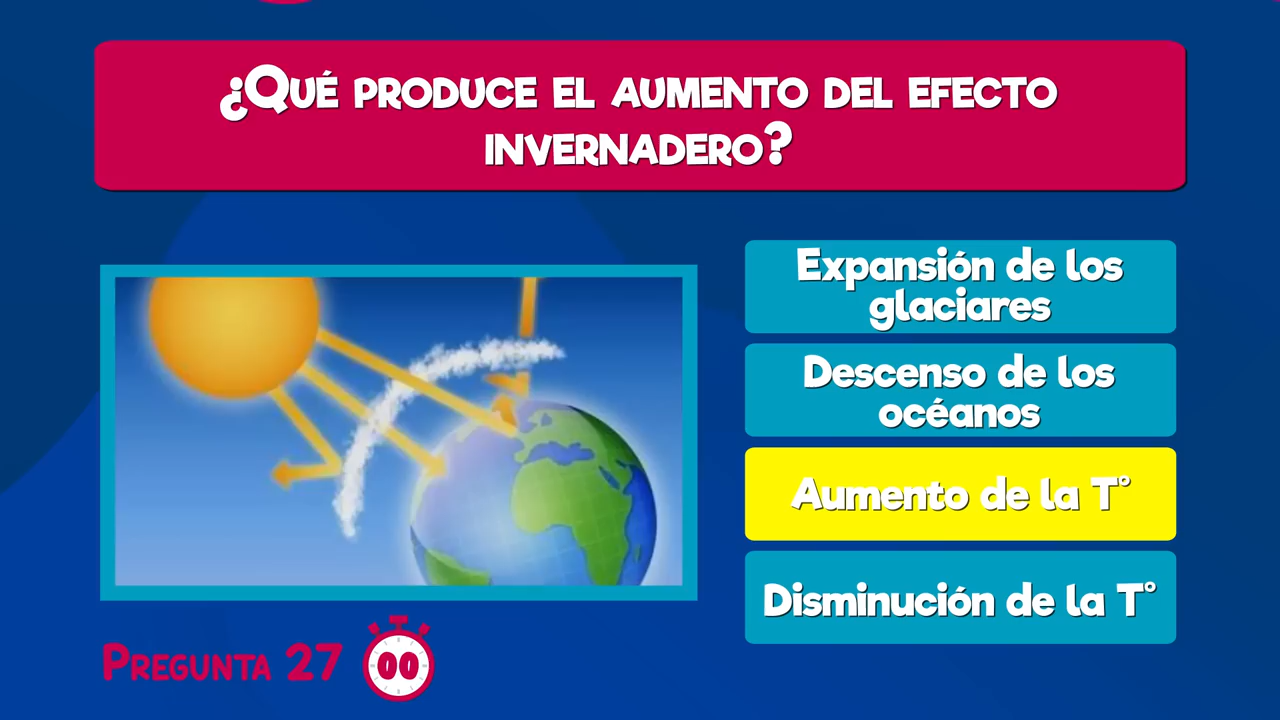 ¿Qué produce el aumento del efecto
invernadero?
Expansión de los
glaciares
Descenso de los
océanos
Aumento de la T°
Disminución de la T°
Pregunta 27
00